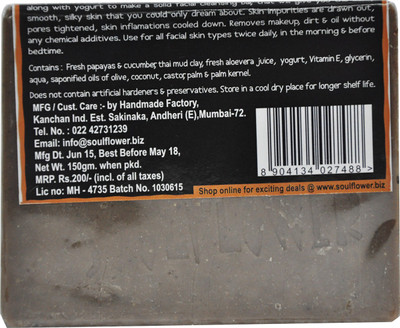 along with yogurt to make a solid facial cleansing bar that will give you
smooth, silky skin that you could only dream about. Skin impurities are drawn out,
pores tightened, skin inflamations cooled down. Removes makeup, dirt & oil without
any chemical additives. Use for all facial skin types twice daily, in the morning & before
bedtime.
Contains : Fresh papayas & cucumber, thai mud clay, fresh aloevera juice, yogurt, Vitamin E, glycerin,
aqua, saponified oils of olive, coconut, castor, palm & palm kernel.
Does not contain artificial hardeners & preservatives. Store in a cool dry place for longer shelf life.
MFG / Cust. Care :- by Handmade Factory,
Kanchan Ind. Est. Sakinaka, Andheri (E),Mumbai-72.
Tel. No. : 022 42731239
Email: info@soulflower.biz
Mfg Dt. Jun 15, Best Before May 18,
Net Wt. 150gm. when pkd.
MRP. Rs.200/- (incl. of all taxes)
Lic no: MH - 4735 Batch No. 1030615
8 904134 027488 >
Shop online for exciting deals @ www.soulflower.biz